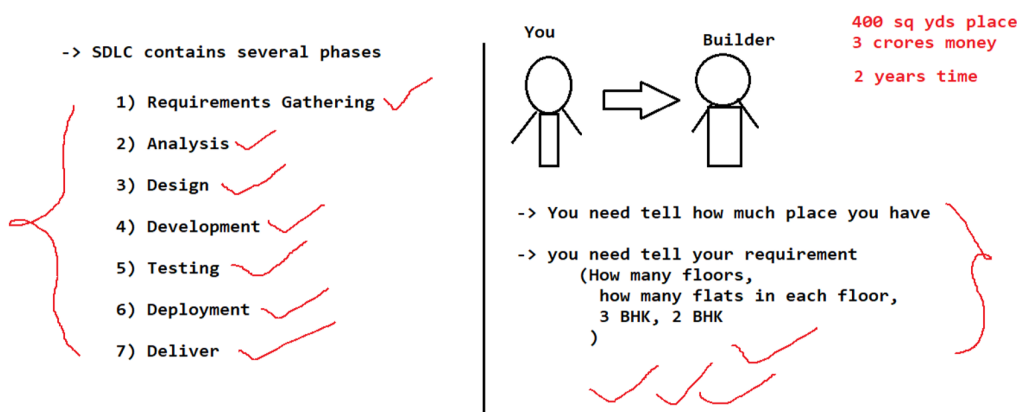 -> SDLC contains several phases
1) Requirements Gathering
2) Analysis
3) Design
4) Development
5) Testing
6) Deployment
7) Deliver
You
Builder
400 sq yds place
3 crores money
2 years time
-> You need tell how much place you have
-> you need tell your requirement
(How many floors,
how many flats in each floor,
3 BHK, 2 BHK
)